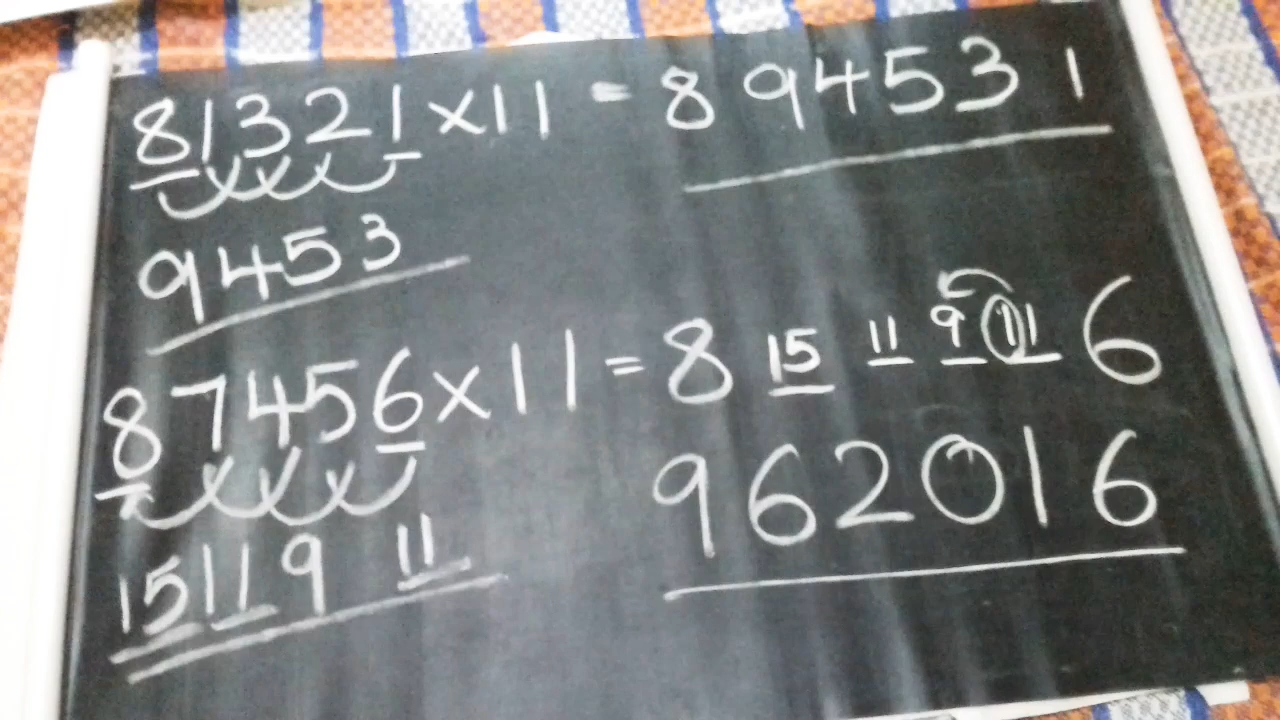 81321×11 = 894531
9453
87456×11 = 8 15 11 9 11 6
962016
15 11 9 11